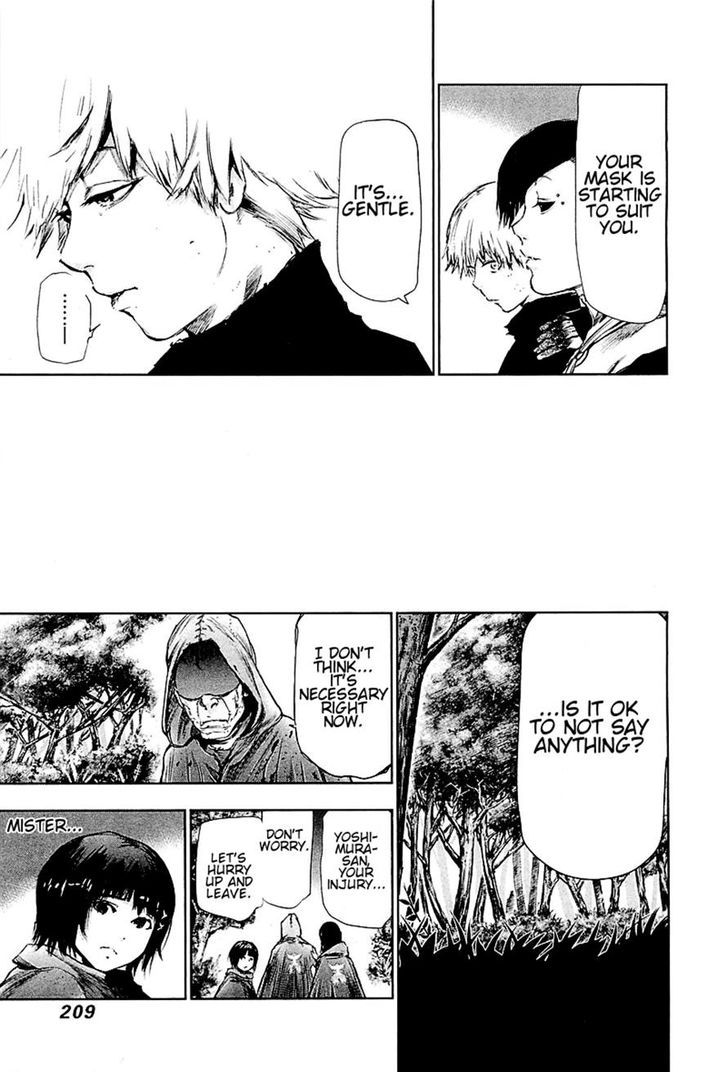 YOUR
MASK IS
STARTING
TO SUIT
YOU.
IT'S...
GENTLE.
........
...IS IT OK
TO NOT SAY
ANYTHING?
I DON'T
THINK...
IT'S
NECESSARY
RIGHT
NOW.
YOSHI-
MURA-
SAN,
YOUR
INJURY...
DON'T
WORRY.
LET'S
HURRY
UP AND
LEAVE.
MISTER...
209